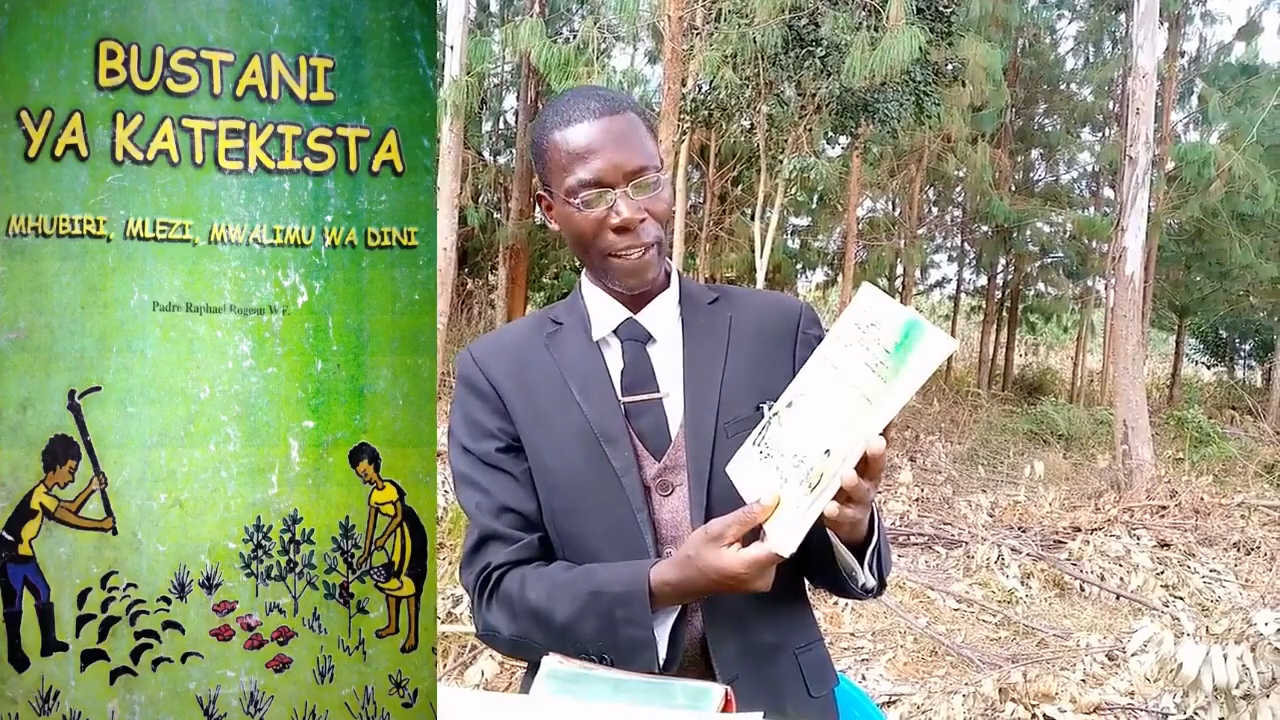 BUSTANI
YA KATEKISTA
MHUBIRI, MLEZI, MWALIMU WA DINI
Padre Raphael Rogeau W.F.